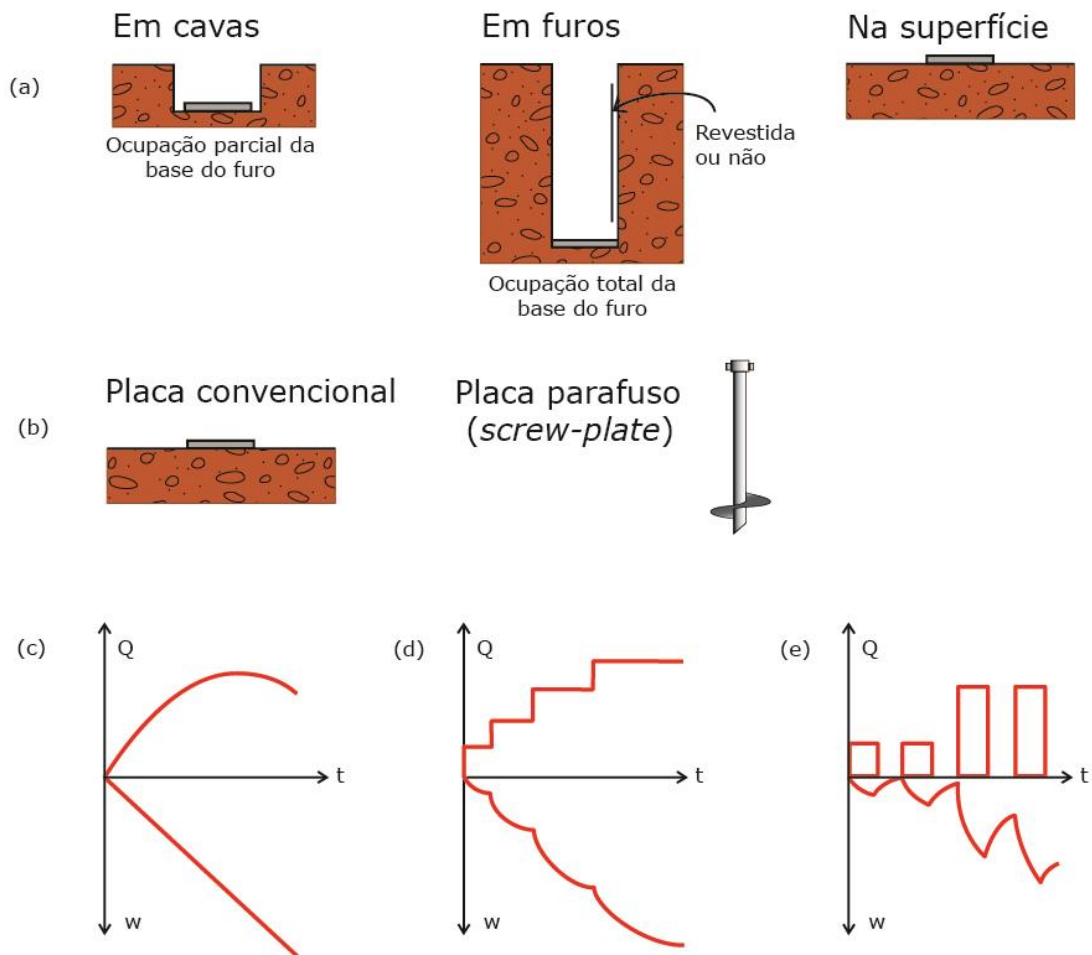 Em cavas
Em furos
Na superfície
(a)
Revestida
ou não
Ocupação parcial da
base do furo
Ocupação total da
base do furo
Placa convencional
Placa parafuso
(screw-plate)
(b)
(c)
Q
t
w
(d)
Q
t
w
(e)
Q
t
w